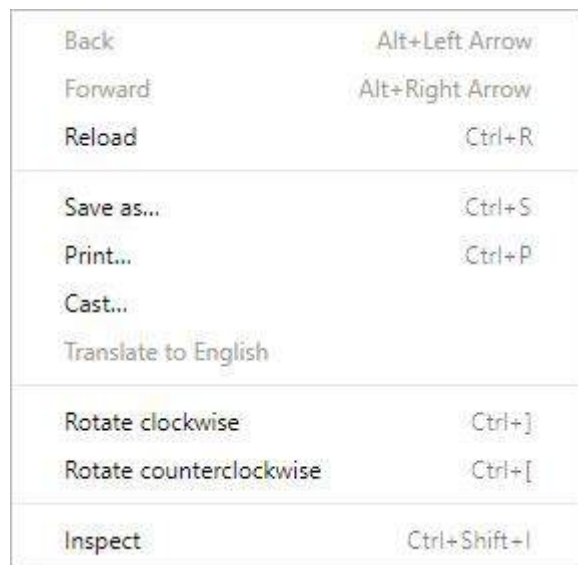 Back Alt+Left Arrow
Forward Alt+Right Arrow
Reload Ctrl+R
Save as... Ctrl+S
Print... Ctrl+P
Cast...
Translate to English
Rotate clockwise Ctrl+]
Rotate counterclockwise Ctrl+[
Inspect Ctrl+Shift+I